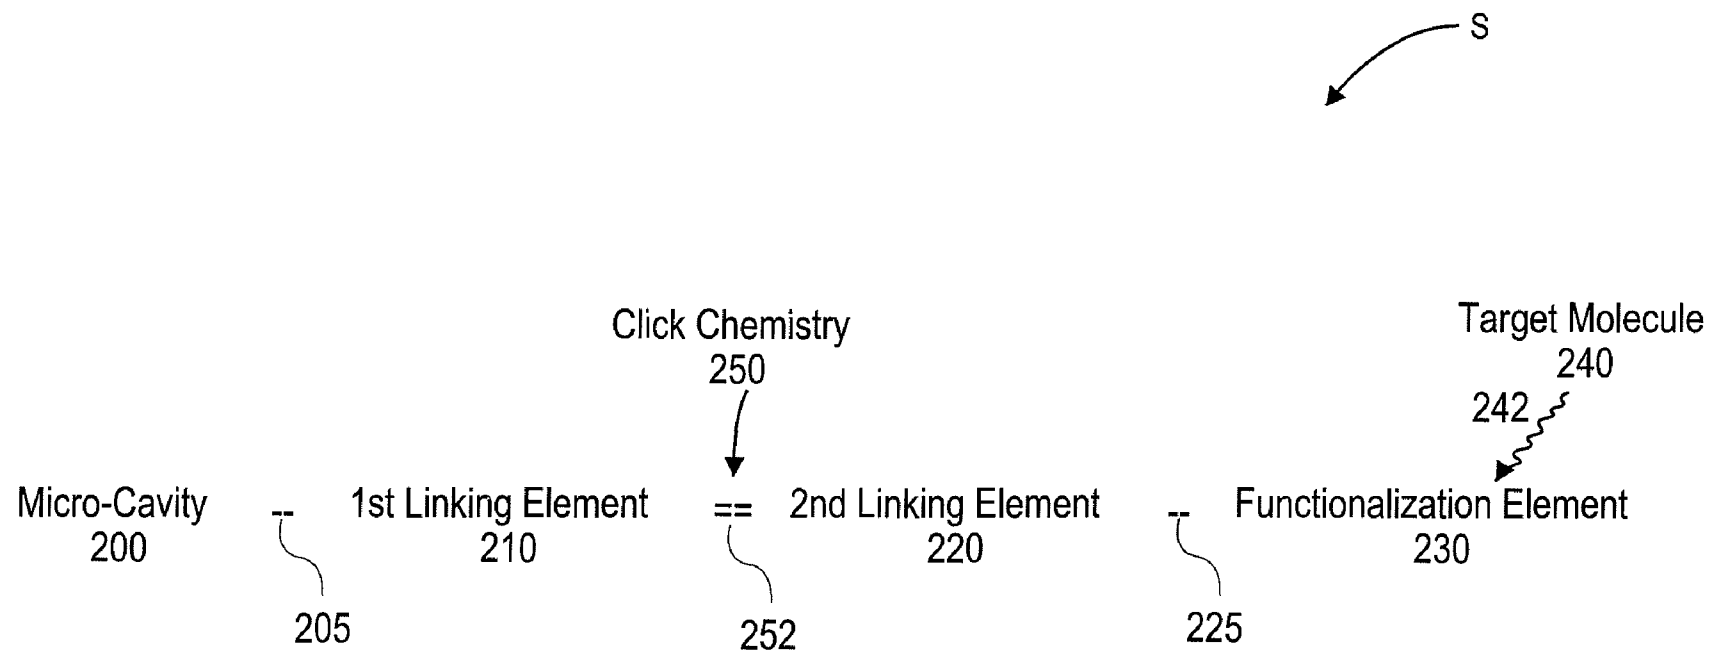 S
Click Chemistry
250
Target Molecule
240
242
Micro-Cavity -- 1st Linking Element == 2nd Linking Element -- Functionalization Element
200 210 220 230
205 252 225